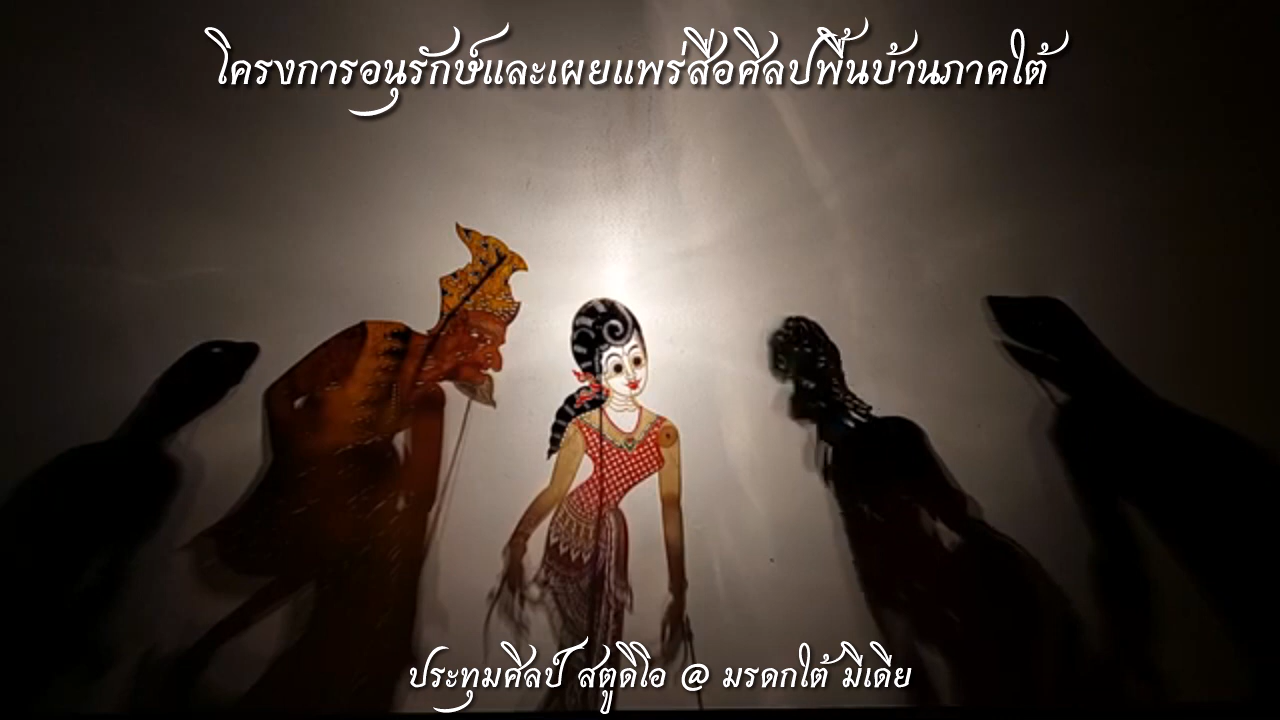 โครงการอนุรักษ์และเผยแพร่สื่อศิลปพื้นบ้านภาคใต้
ประทุมศิลป์ สตูดิโอ @ มรดกใต้ มีเดีย